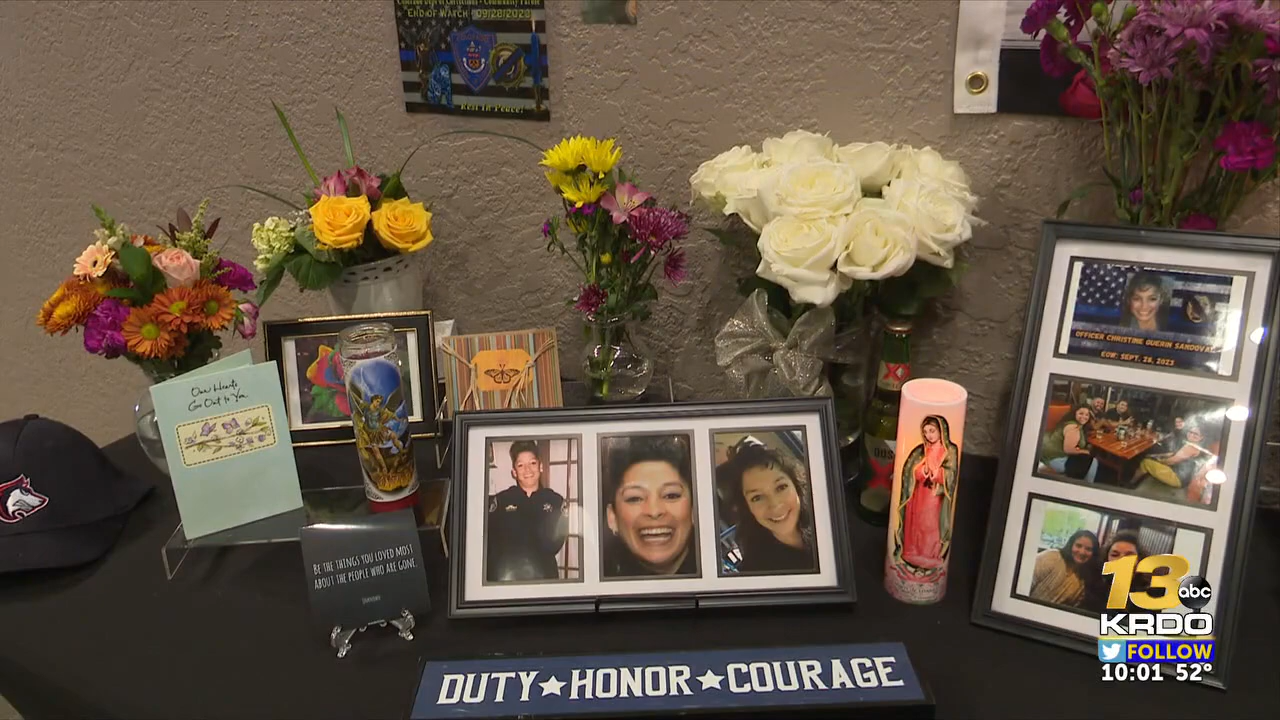 END OF WATCH - 09/28/2023
Rest In Peace!
Our Hearts
Go Out to You
BE THE THINGS YOU LOVED MOST
ABOUT THE PEOPLE WHO ARE GONE.
DUTY★HONOR★COURAGE
OFFICER CHRISTINE GUERIN SANDOVAL
EOW: SEPT. 28, 2023
13
abc
KRDO
FOLLOW
10:01 52°